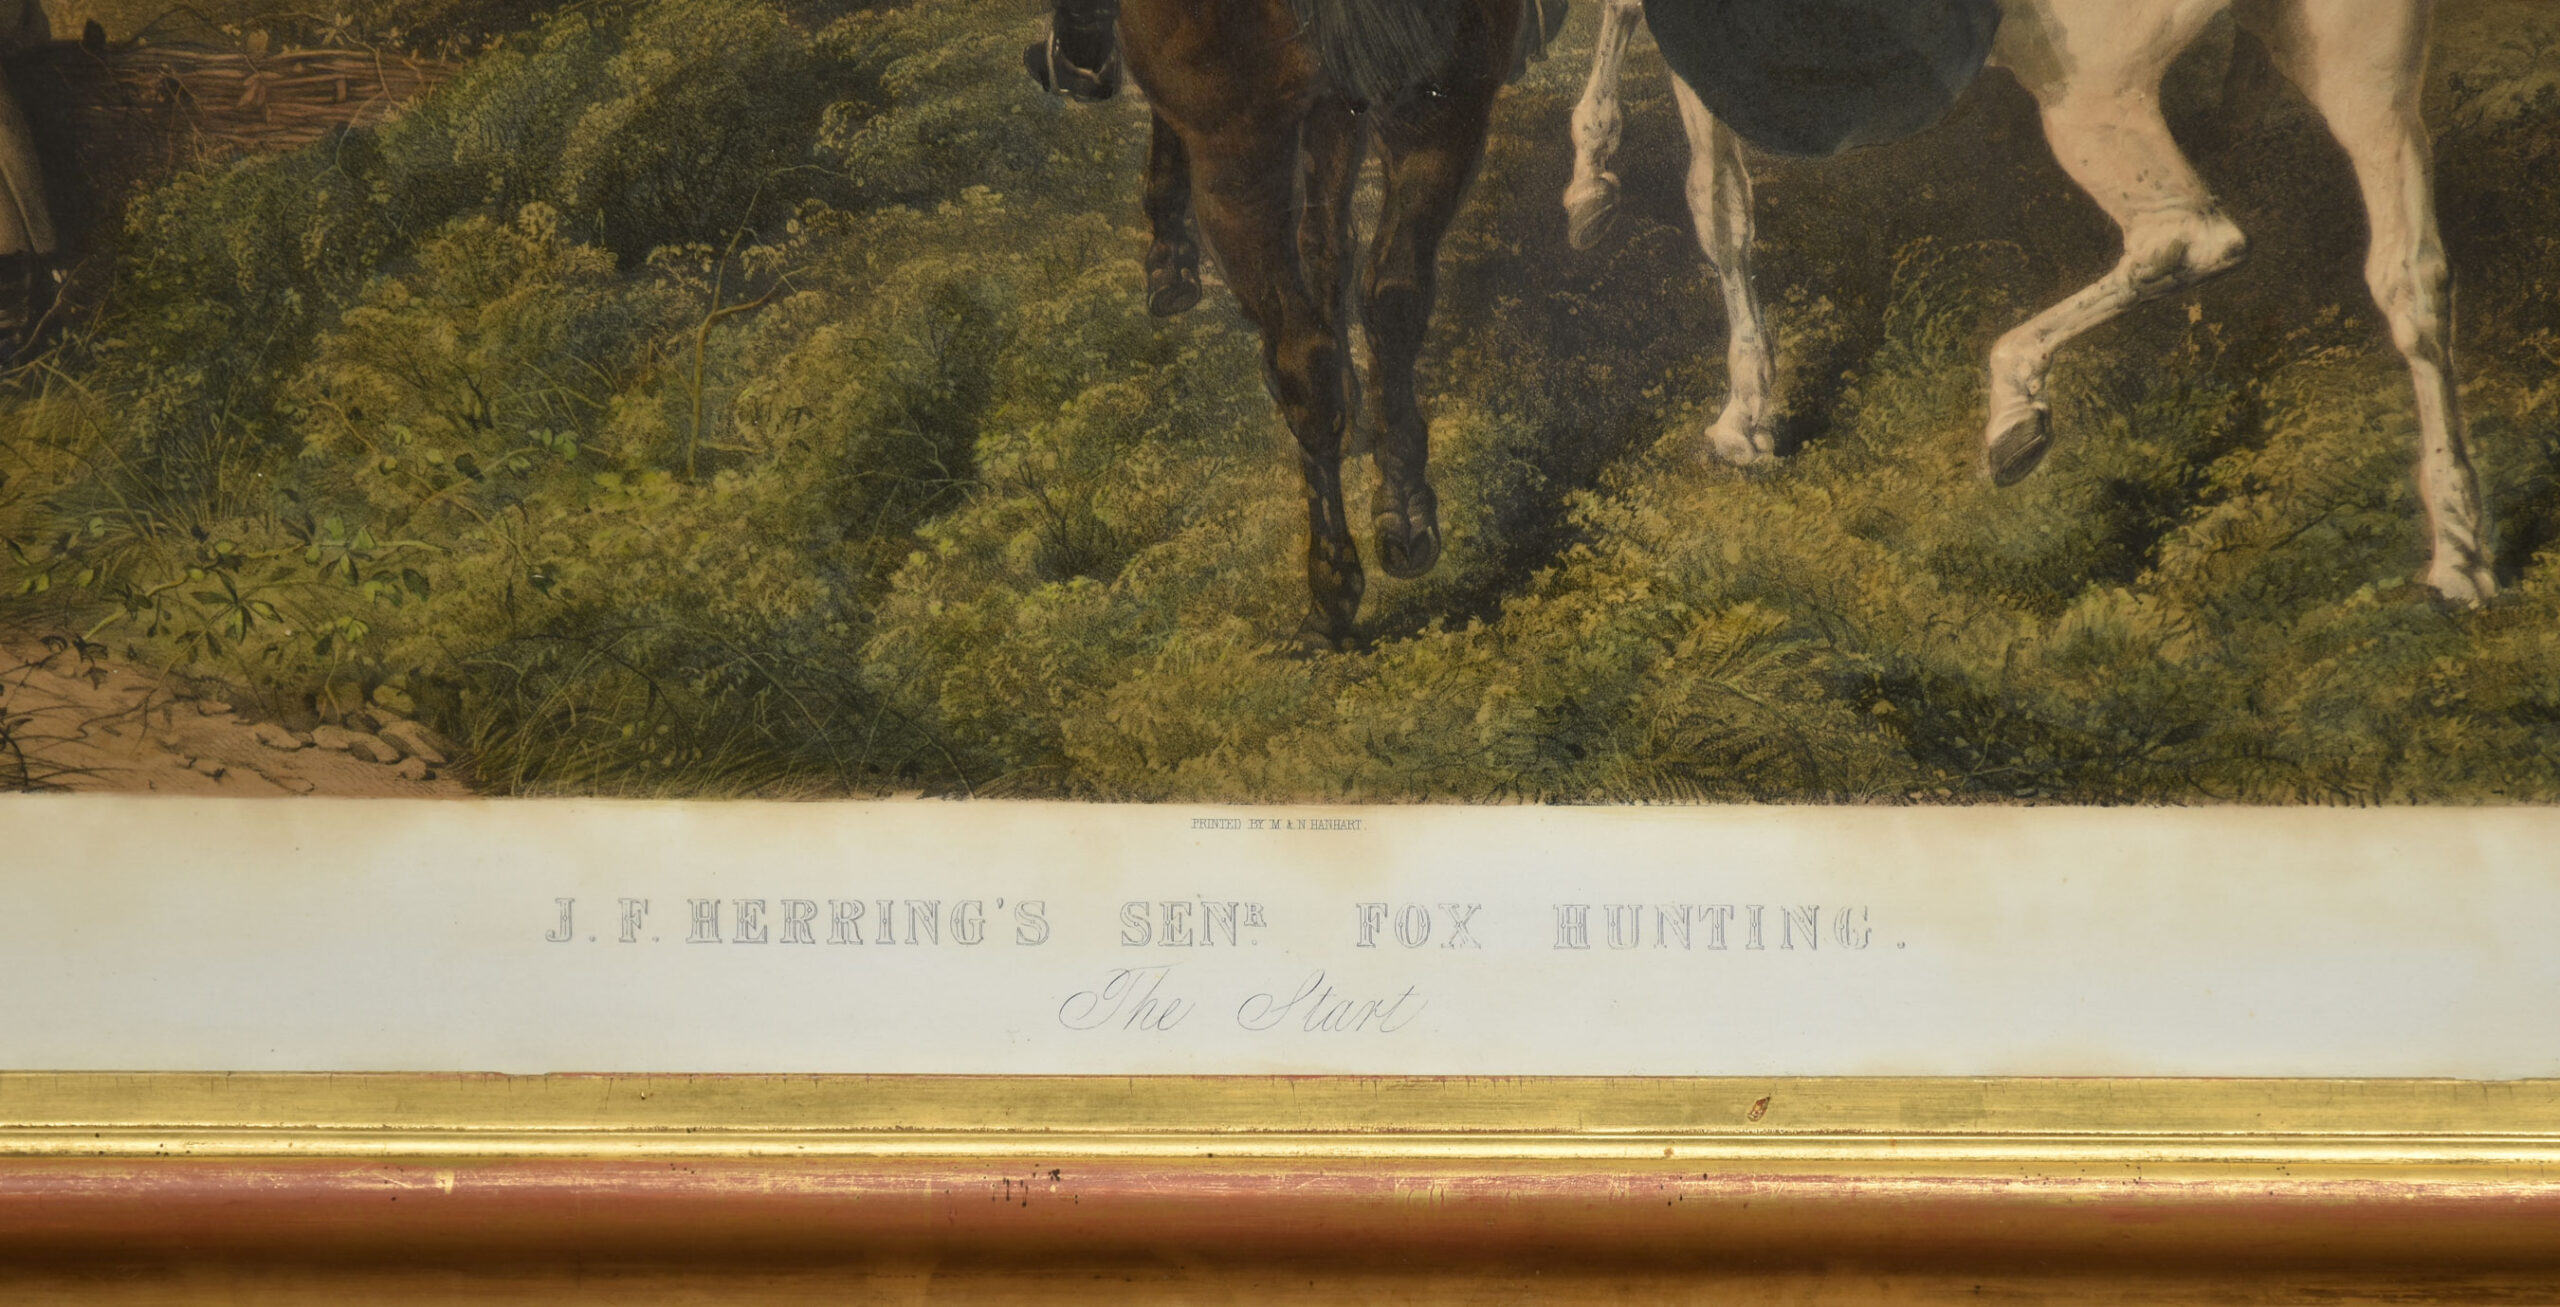 PRINTED BY M & N HANHART.
J. F. HERRING'S SENR. FOX HUNTING.
The Start